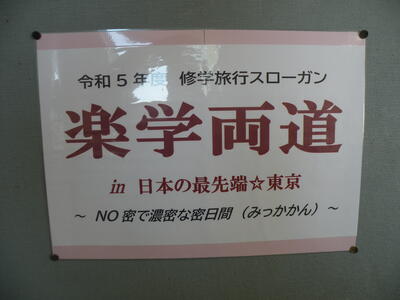 令和5年度 修学旅行スローガン
楽学両道
in 日本の最先端☆東京
～ NO密で濃密な密日間（みっかかん）～